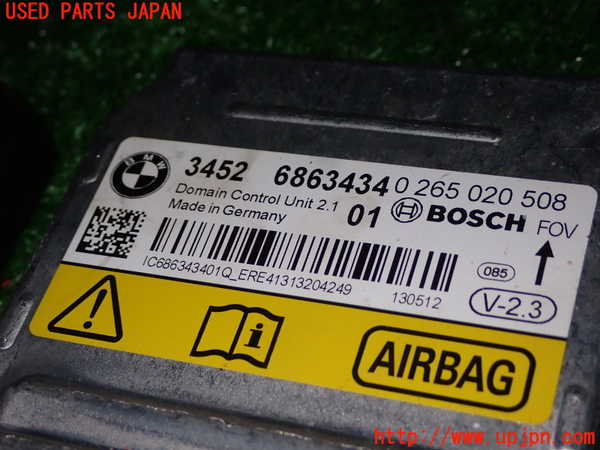 USED PARTS JAPAN
BMW
3452 6863434 0 265 020 508
Domain Control Unit 2.1 01 BOSCH FOV
Made in Germany
IC686343401Q_ERE41313204249 130512
085
V-2.3
AIRBAG
http://www.upjpn.com